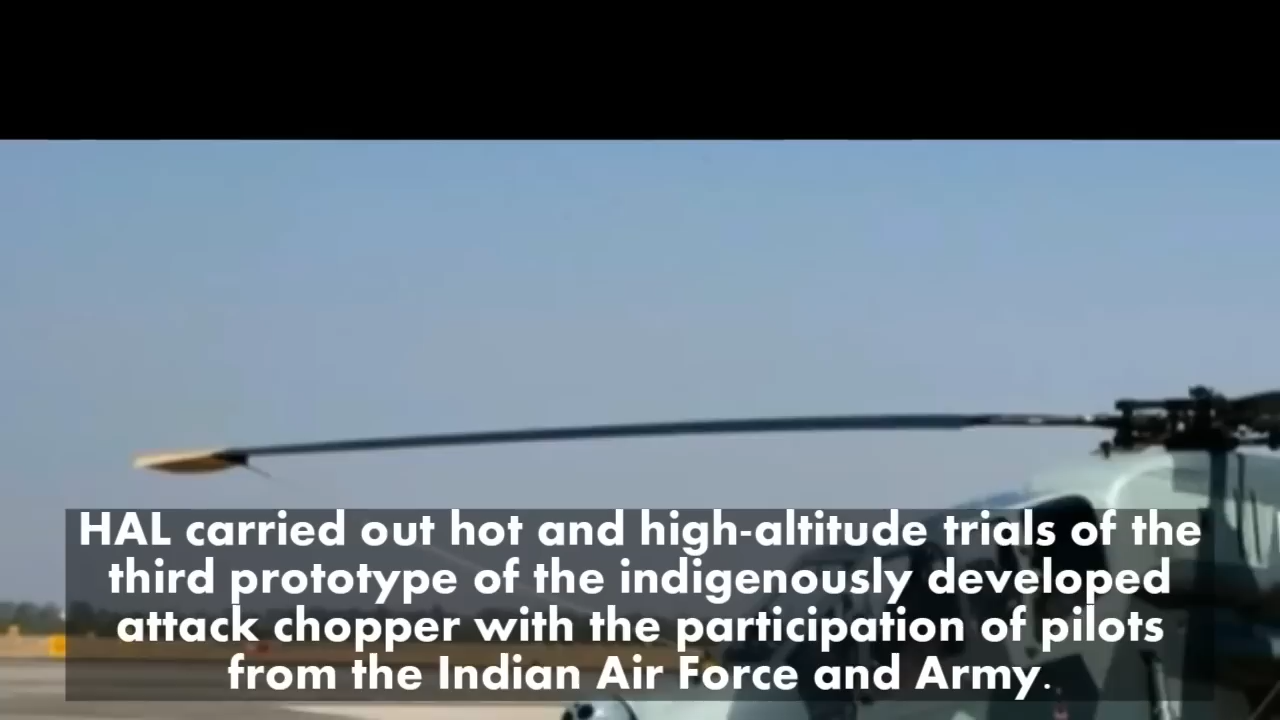 HAL carried out hot and high-altitude trials of the
third prototype of the indigenously developed
attack chopper with the participation of pilots
from the Indian Air Force and Army.